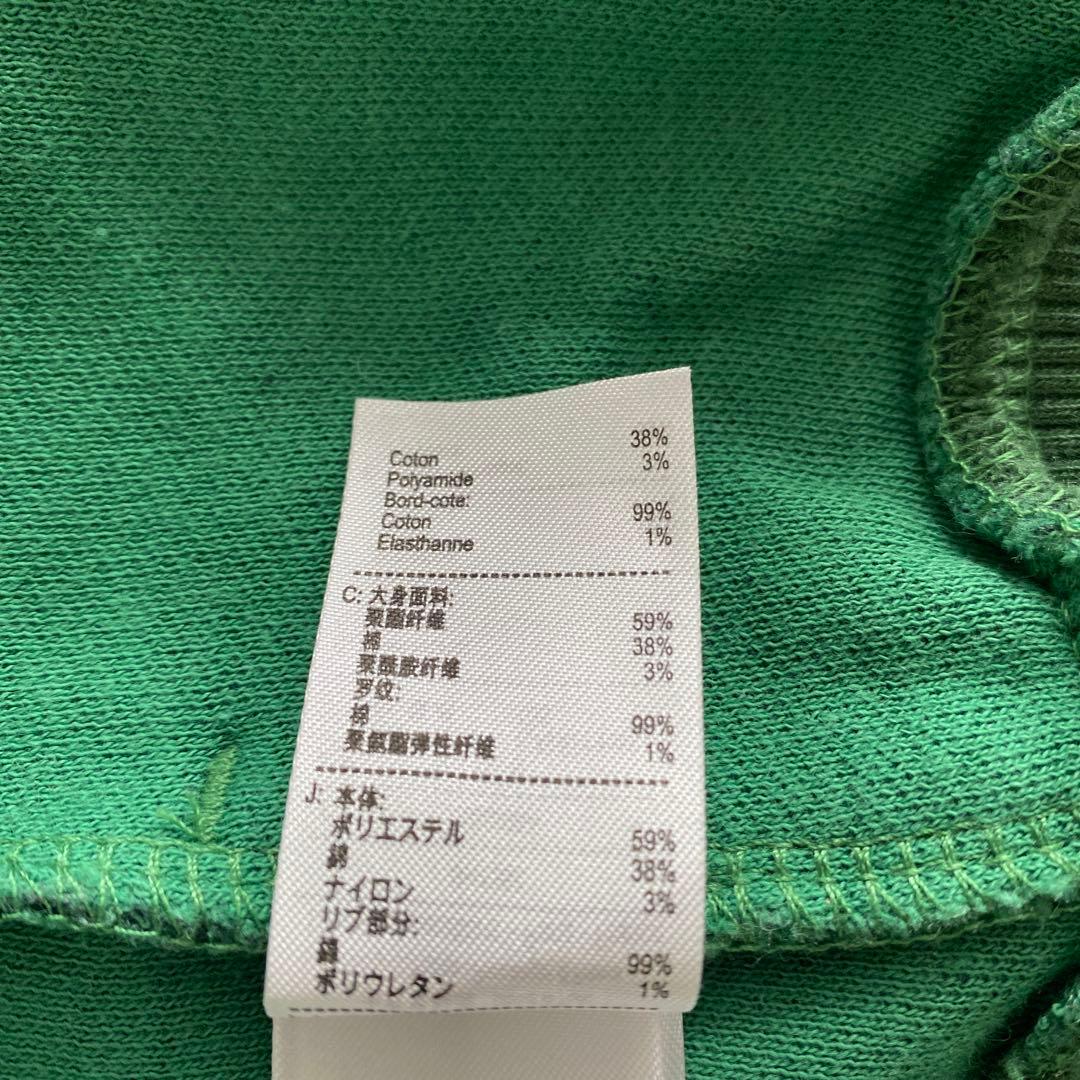 Coton 38%
Polyamide 3%
Bord-cote:
Coton 99%
Elasthanne 1%
C: 大身面料:
聚酯纤维 59%
棉 38%
聚酰胺纤维 3%
罗纹:
棉 99%
聚氨酯弹性纤维 1%
J: 本体:
ポリエステル 59%
綿 38%
ナイロン 3%
リブ部分:
綿 99%
ポリウレタン 1%